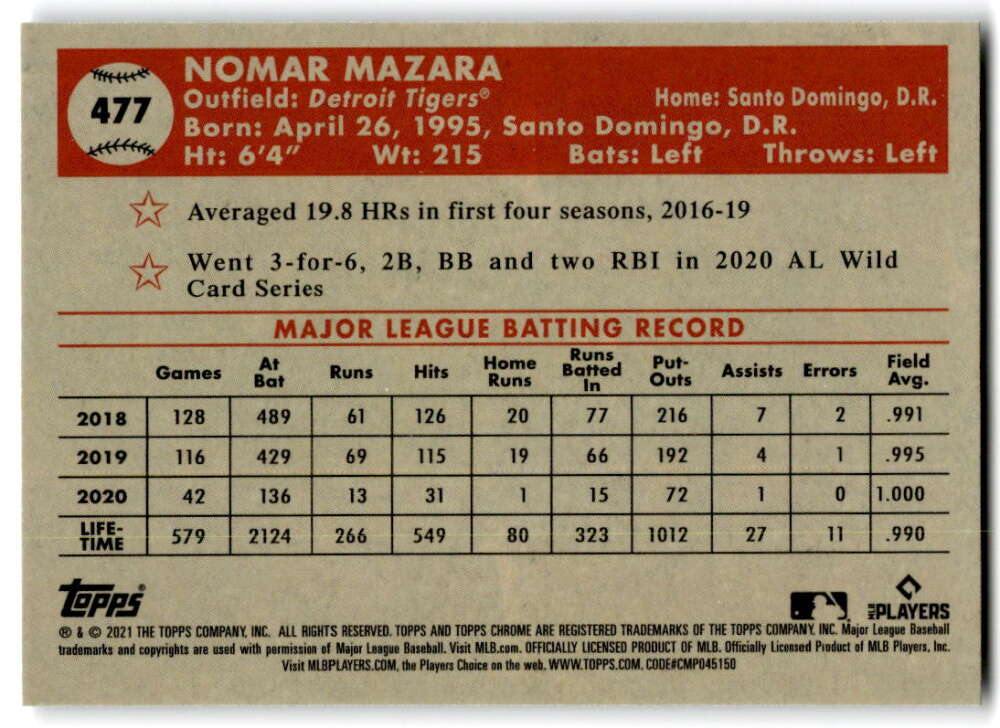 477
NOMAR MAZARA
Outfield: Detroit Tigers® Home: Santo Domingo, D.R.
Born: April 26, 1995, Santo Domingo, D.R.
Ht: 6'4" Wt: 215 Bats: Left Throws: Left
Averaged 19.8 HRs in first four seasons, 2016-19
Went 3-for-6, 2B, BB and two RBI in 2020 AL Wild
Card Series
MAJOR LEAGUE BATTING RECORD
Games At Bat Runs Hits Home Runs Runs Batted In Put-Outs Assists Errors Field Avg.
2018 128 489 61 126 20 77 216 7 2 .991
2019 116 429 69 115 19 66 192 4 1 .995
2020 42 136 13 31 1 15 72 1 0 1.000
LIFE-TIME 579 2124 266 549 80 323 1012 27 11 .990
topps®
MLB PLAYERS
® & © 2021 THE TOPPS COMPANY, INC. ALL RIGHTS RESERVED. TOPPS AND TOPPS CHROME ARE REGISTERED TRADEMARKS OF THE TOPPS COMPANY, INC. Major League Baseball
trademarks and copyrights are used with permission of Major League Baseball. Visit MLB.com. OFFICIALLY LICENSED PRODUCT OF MLB. Officially Licensed Product of MLB Players, Inc.
Visit MLBPLAYERS.COM, the Players Choice on the web. WWW.TOPPS.COM. CODE#CMP045150